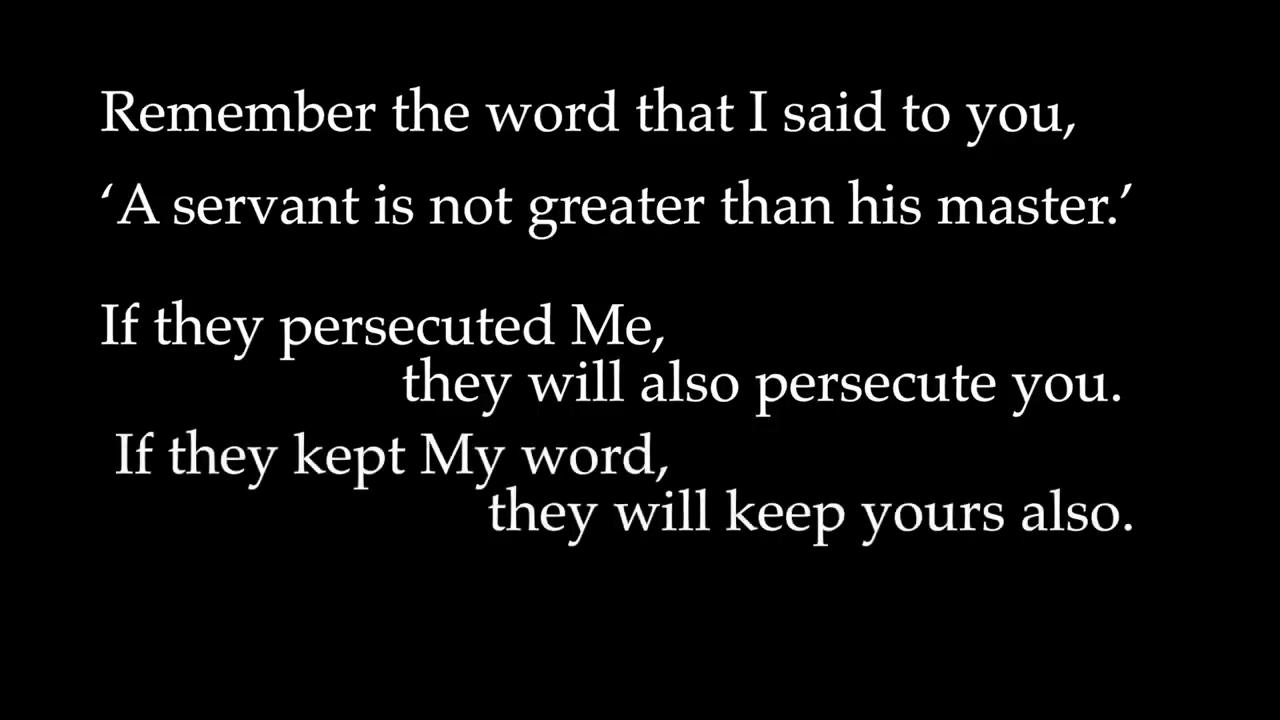 Remember the word that I said to you,
‘A servant is not greater than his master.’
If they persecuted Me,
they will also persecute you.
If they kept My word,
they will keep yours also.